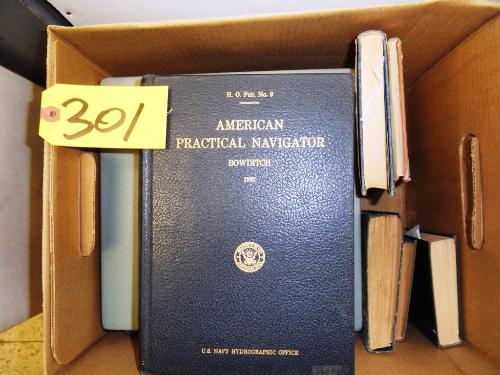 301
H. O. Pub. No. 9
AMERICAN
PRACTICAL NAVIGATOR
BOWDITCH
U.S. NAVY HYDROGRAPHIC OFFICE